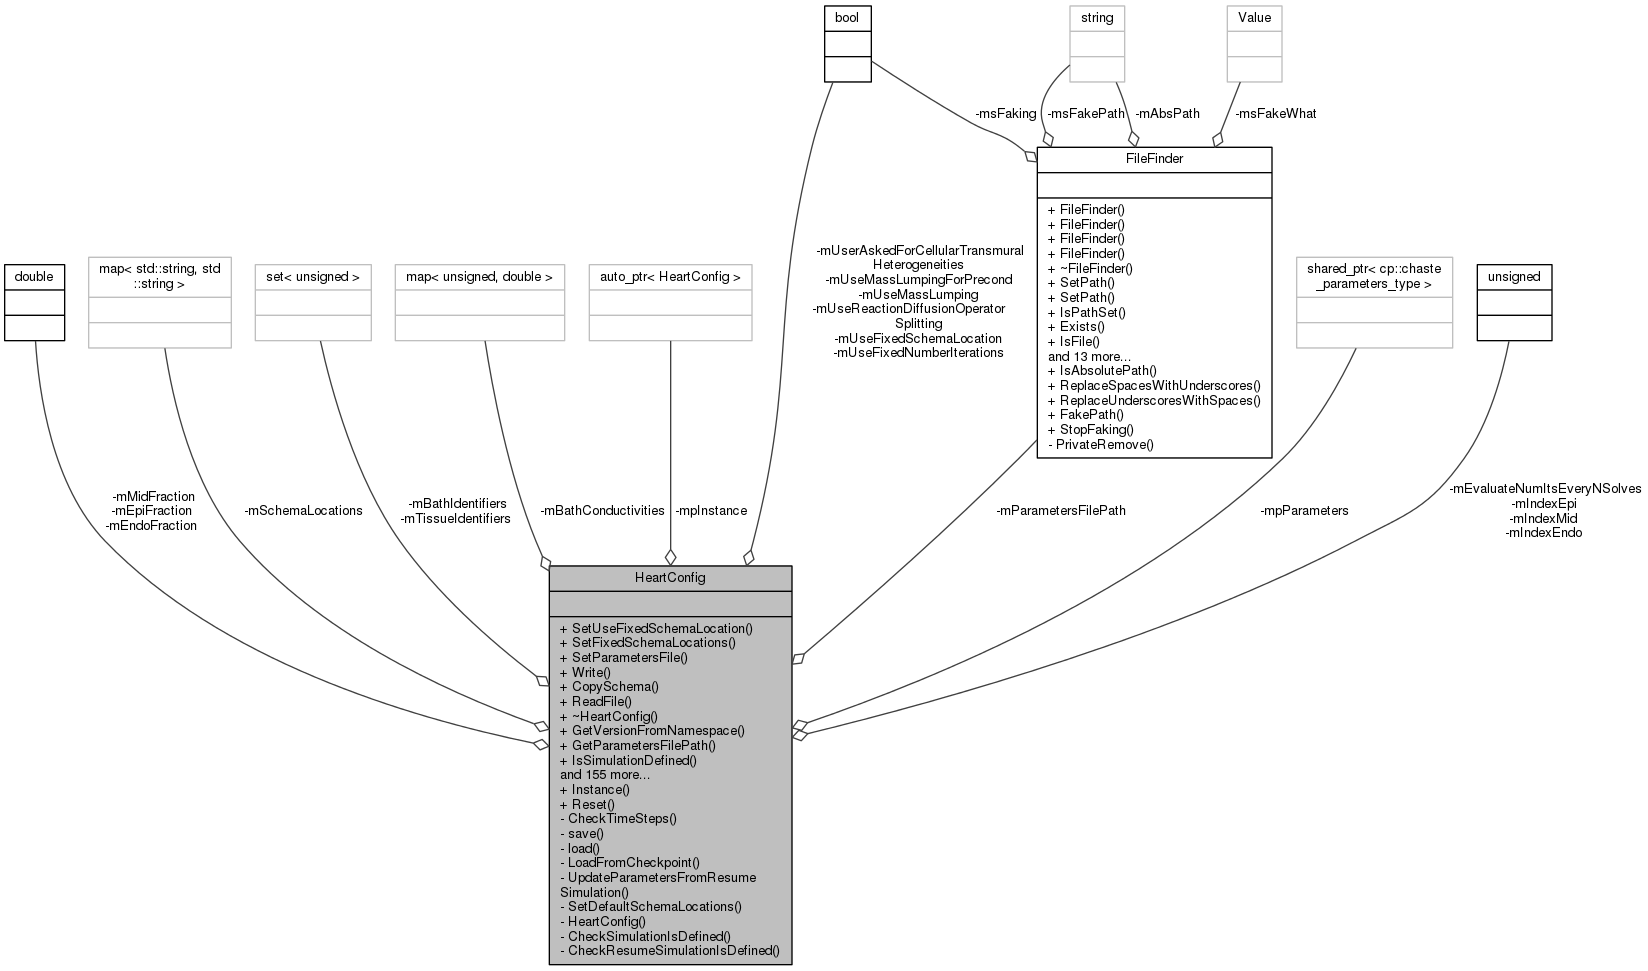 bool
string
Value
-msFaking
-msFakePath
-mAbsPath
-msFakeWhat
FileFinder
+ FileFinder()
+ FileFinder()
+ FileFinder()
+ FileFinder()
+ ~FileFinder()
+ SetPath()
+ SetPath()
+ IsPathSet()
+ Exists()
+ IsFile()
and 13 more...
+ IsAbsolutePath()
+ ReplaceSpacesWithUnderscores()
+ ReplaceUnderscoresWithSpaces()
+ FakePath()
+ StopFaking()
- PrivateRemove()
double
map< std::string, std
::string >
set< unsigned >
map< unsigned, double >
auto_ptr< HeartConfig >
-mUserAskedForCellularTransmural
Heterogeneities
-mUseMassLumpingForPrecond
-mUseMassLumping
-mUseReactionDiffusionOperator
Splitting
-mUseFixedSchemaLocation
-mUseFixedNumberIterations
shared_ptr< cp::chaste
_parameters_type >
unsigned
-mMidFraction
-mEpiFraction
-mEndoFraction
-mSchemaLocations
-mBathIdentifiers
-mTissueIdentifiers
-mBathConductivities
-mpInstance
-mParametersFilePath
-mpParameters
-mEvaluateNumItsEveryNSolves
-mIndexEpi
-mIndexMid
-mIndexEndo
HeartConfig
+ SetUseFixedSchemaLocation()
+ SetFixedSchemaLocations()
+ SetParametersFile()
+ Write()
+ CopySchema()
+ ReadFile()
+ ~HeartConfig()
+ GetVersionFromNamespace()
+ GetParametersFilePath()
+ IsSimulationDefined()
and 155 more...
+ Instance()
+ Reset()
- CheckTimeSteps()
- save()
- load()
- LoadFromCheckpoint()
- UpdateParametersFromResume
Simulation()
- SetDefaultSchemaLocations()
- HeartConfig()
- CheckSimulationIsDefined()
- CheckResumeSimulationIsDefined()